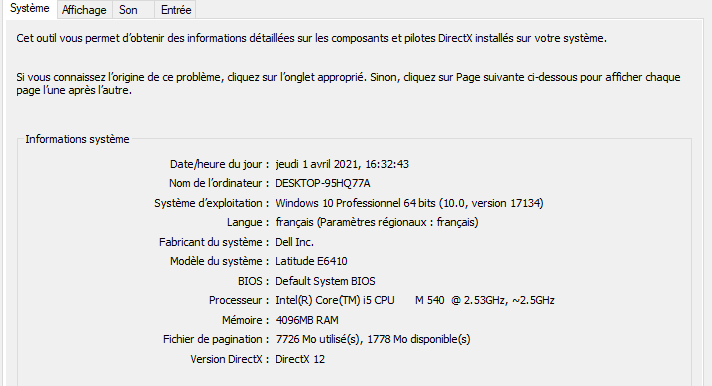 Système Affichage Son Entrée
Cet outil vous permet d’obtenir des informations détaillées sur les composants et pilotes DirectX installés sur votre système.
Si vous connaissez l’origine de ce problème, cliquez sur l’onglet approprié. Sinon, cliquez sur Page suivante ci-dessous pour afficher chaque
page l’une après l’autre.
Informations système
Date/heure du jour : jeudi 1 avril 2021, 16:32:43
Nom de l’ordinateur : DESKTOP-95HQ77A
Système d’exploitation : Windows 10 Professionnel 64 bits (10.0, version 17134)
Langue : français (Paramètres régionaux : français)
Fabricant du système : Dell Inc.
Modèle du système : Latitude E6410
BIOS : Default System BIOS
Processeur : Intel(R) Core(TM) i5 CPU M 540 @ 2.53GHz, ~2.5GHz
Mémoire : 4096MB RAM
Fichier de pagination : 7726 Mo utilisé(s), 1778 Mo disponible(s)
Version DirectX : DirectX 12